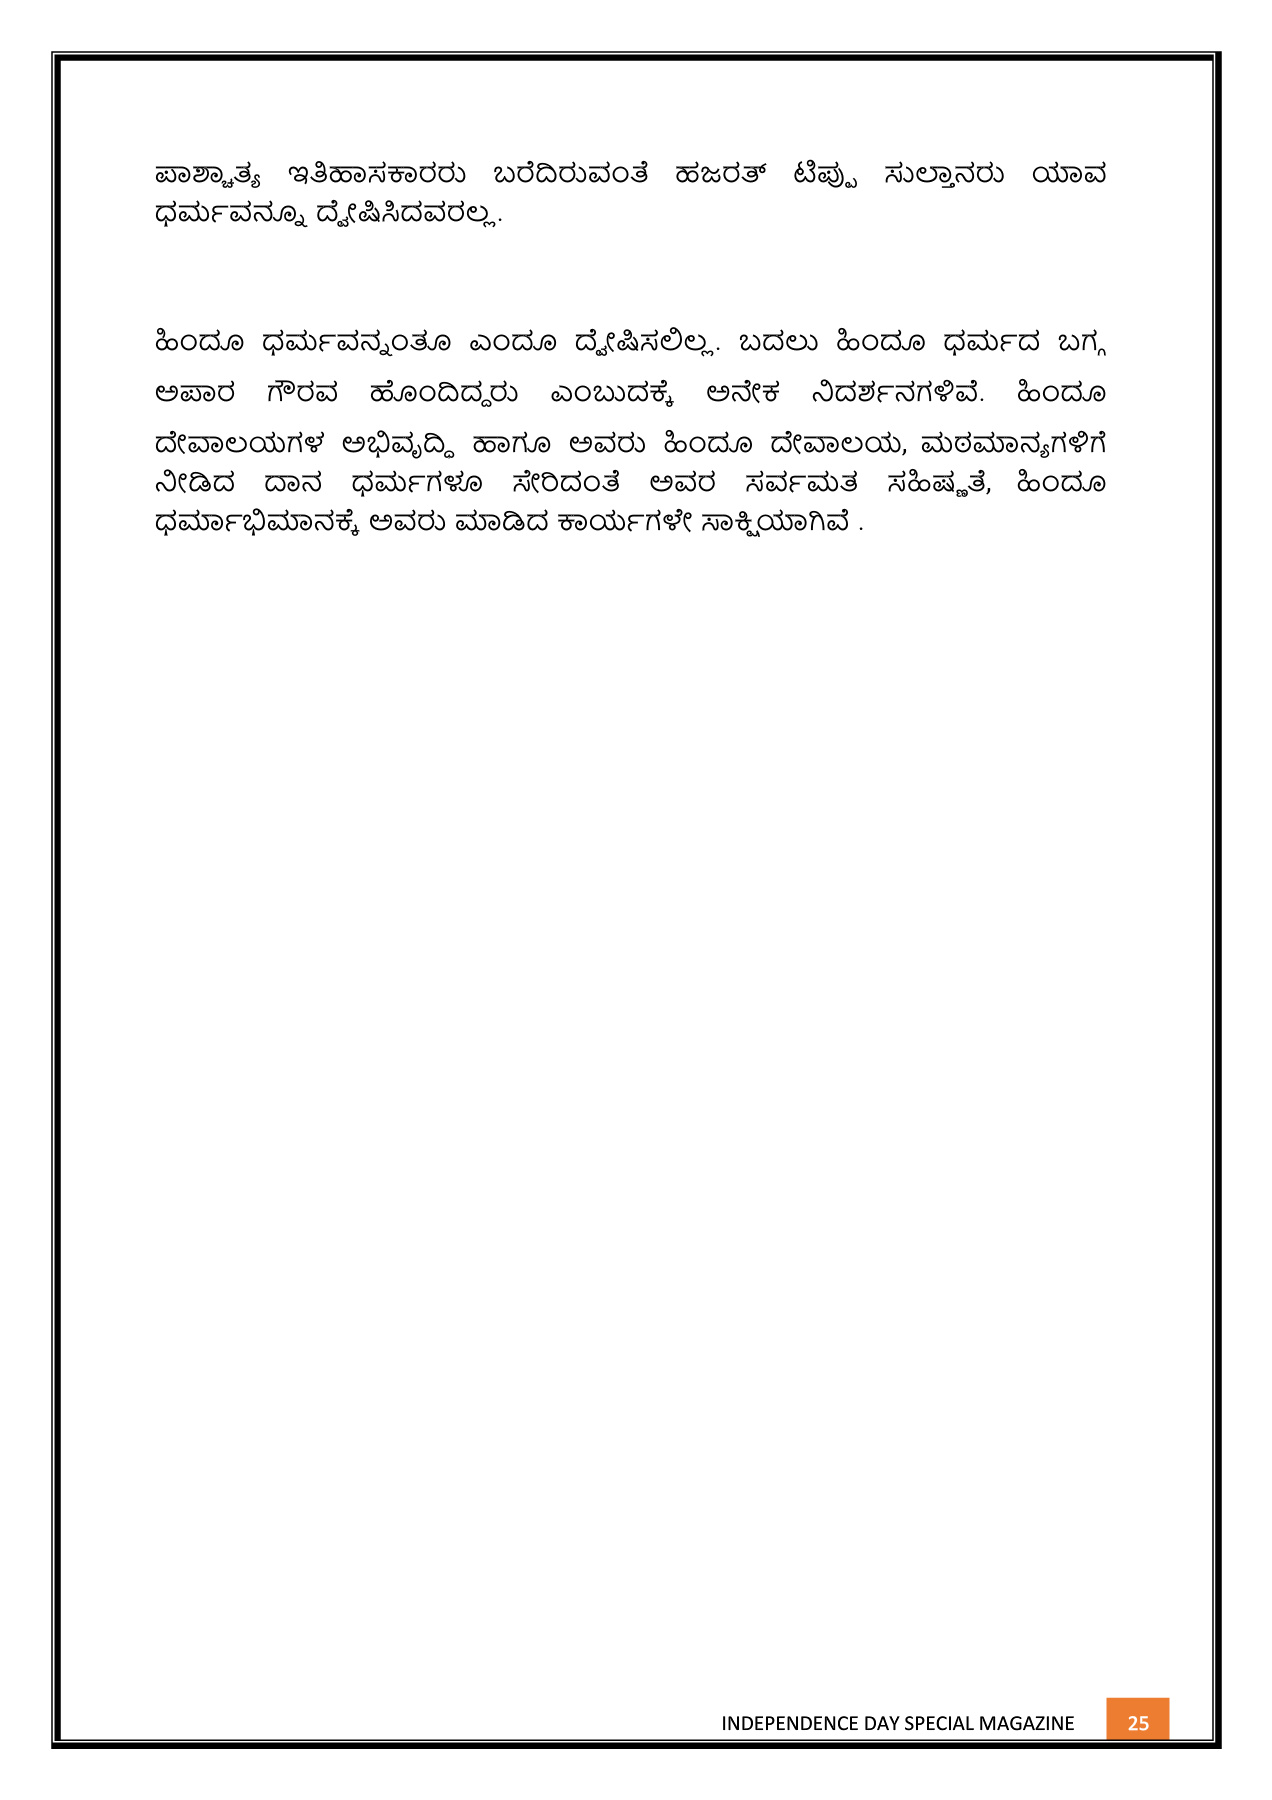 ಪಾಶ್ಚಾತ್ಯ ಇತಿಹಾಸಕಾರರು ಬರೆದಿರುವಂತೆ ಹಜರತ್ ಟಿಪ್ಪು ಸುಲ್ತಾನರು ಯಾವ
ಧರ್ಮವನ್ನೂ ದ್ವೇಷಿಸಿದವರಲ್ಲ.
ಹಿಂದೂ ಧರ್ಮವನ್ನಂತೂ ಎಂದೂ ದ್ವೇಷಿಸಲಿಲ್ಲ. ಬದಲು ಹಿಂದೂ ಧರ್ಮದ ಬಗ್ಗ
ಅಪಾರ ಗೌರವ ಹೊಂದಿದ್ದರು ಎಂಬುದಕ್ಕೆ ಅನೇಕ ನಿದರ್ಶನಗಳಿವೆ. ಹಿಂದೂ
ದೇವಾಲಯಗಳ ಅಭಿವೃದ್ಧಿ ಹಾಗೂ ಅವರು ಹಿಂದೂ ದೇವಾಲಯ, ಮಠಮಾನ್ಯಗಳಿಗೆ
ನೀಡಿದ ದಾನ ಧರ್ಮಗಳೂ ಸೇರಿದಂತೆ ಅವರ ಸರ್ವಮತ ಸಹಿಷ್ಣತೆ, ಹಿಂದೂ
ಧರ್ಮಾಭಿಮಾನಕ್ಕೆ ಅವರು ಮಾಡಿದ ಕಾರ್ಯಗಳೇ ಸಾಕ್ಷಿಯಾಗಿವೆ .
INDEPENDENCE DAY SPECIAL MAGAZINE 25